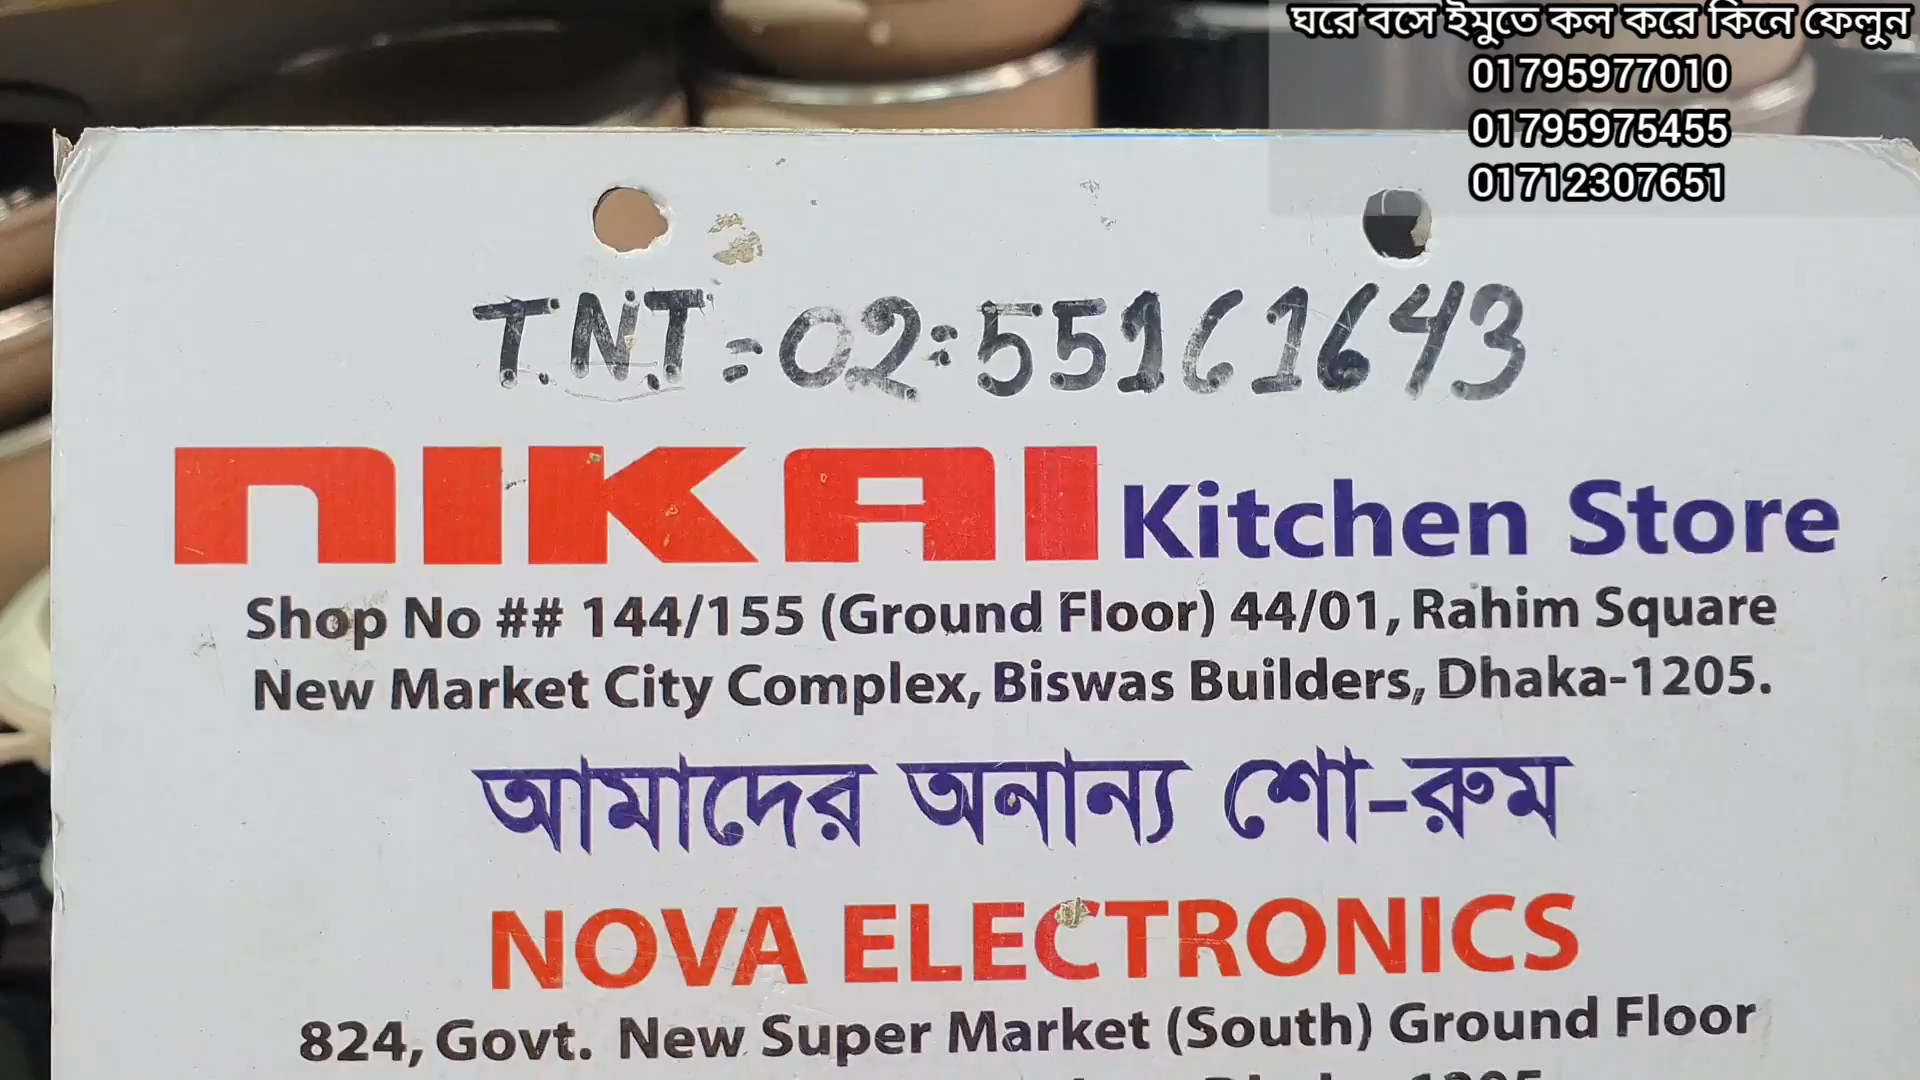 ঘরে বসে ইমুতে কল করে কিনে ফেলুন
01795977010
01795975455
01712307651
T.N.T = 02:55161643
NIKAI Kitchen Store
Shop No ## 144/155 (Ground Floor) 44/01, Rahim Square
New Market City Complex, Biswas Builders, Dhaka-1205.
আমাদের অনান্য শো-রুম
NOVA ELECTRONICS
824, Govt. New Super Market (South) Ground Floor